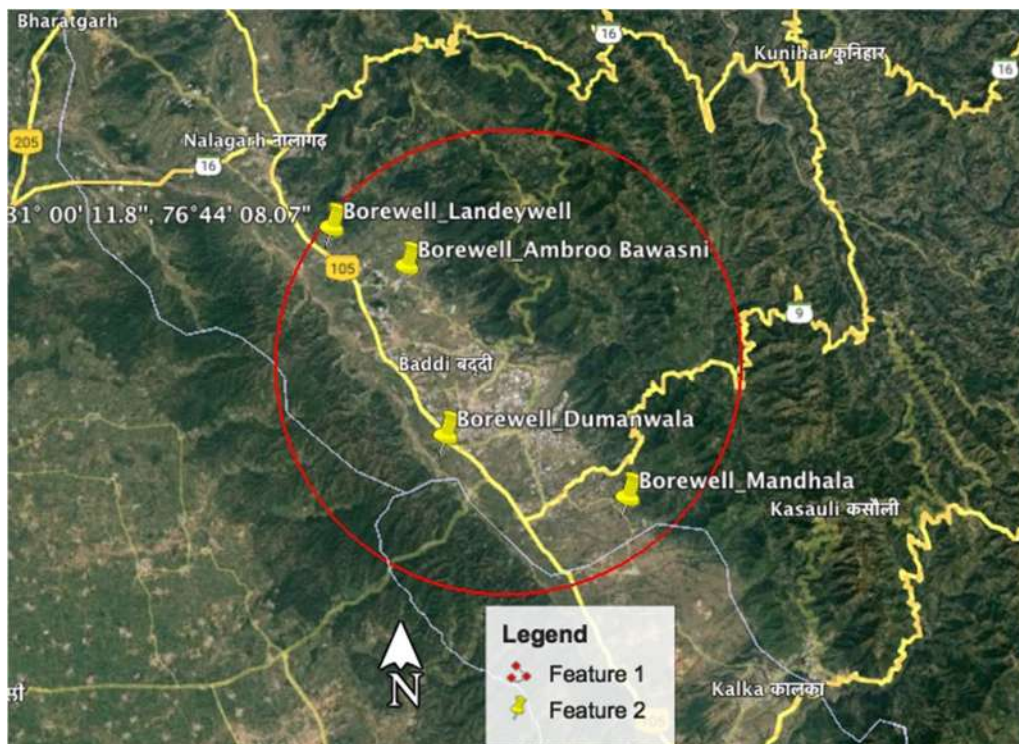 Bharatgarh
16
Kunihar कुनिहार
16
205
Nalagarh नालागढ़
16
31° 00' 11.8", 76°44' 08.07"
Borewell_Landeywell
Borewell_Ambroo Bawasni
105
9
Baddi बद्दी
Borewell_Dumanwala
Borewell_Mandhala
Kasauli कसौली
Legend
Feature 1
Feature 2
N
Kalka कालका
105